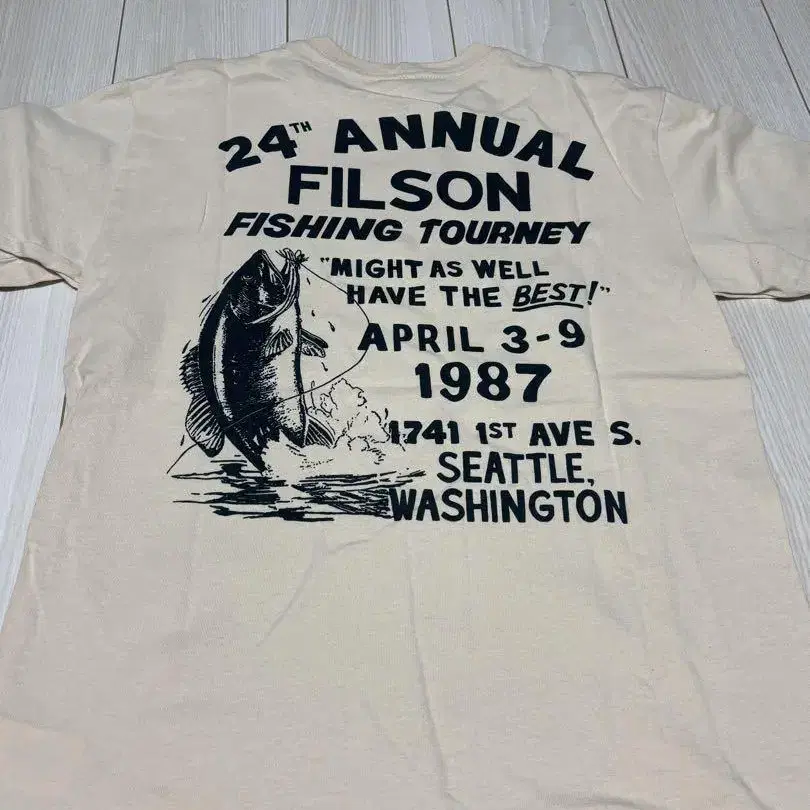 24TH ANNUAL
FILSON
FISHING TOURNEY
"MIGHT AS WELL
HAVE THE BEST!"
APRIL 3-9
1987
1741 1ST AVE S.
SEATTLE,
WASHINGTON